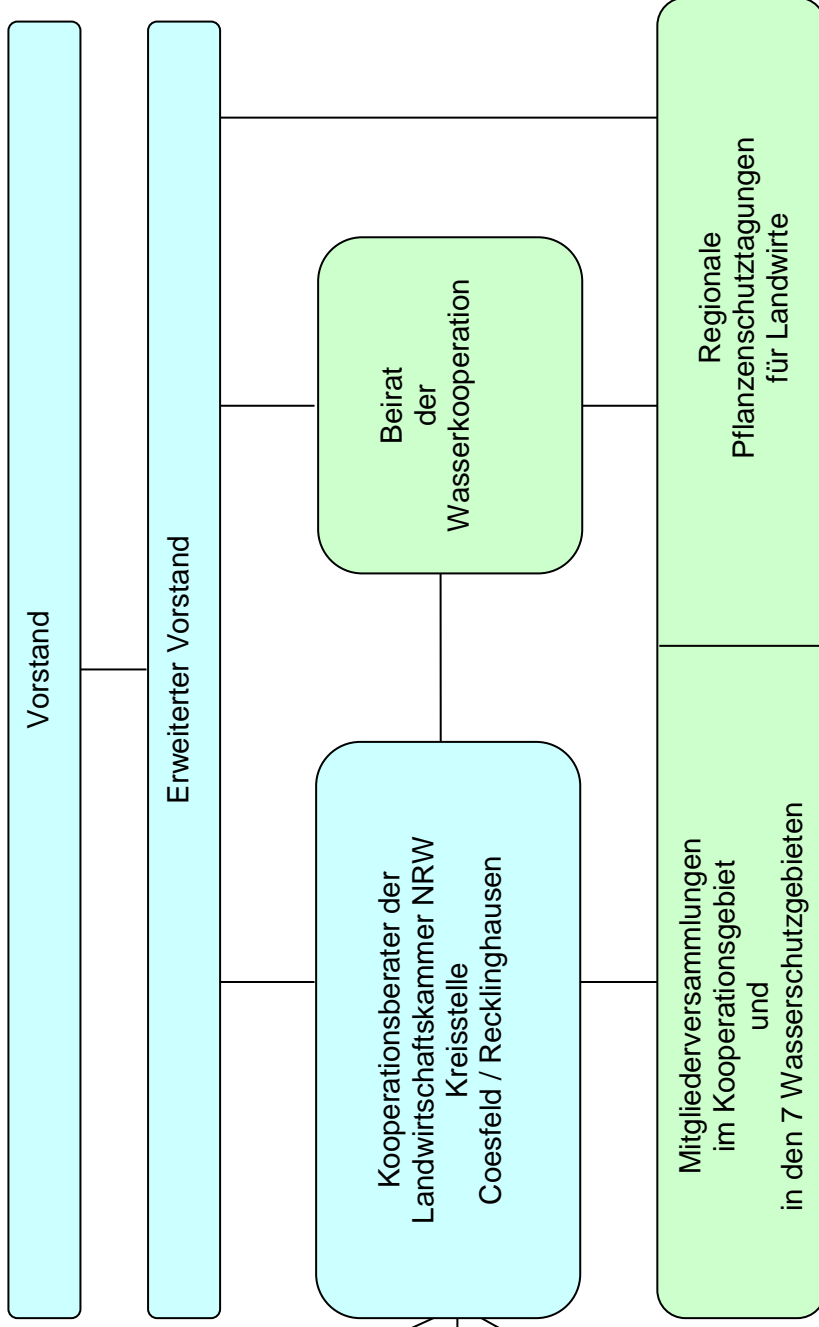 Vorstand
Erweiterter Vorstand
Kooperationsberater der
Landwirtschaftskammer NRW
Kreisstelle
Coesfeld / Recklinghausen
Beirat
der
Wasserkooperation
Mitgliederversammlungen
im Kooperationsgebiet
und
in den 7 Wasserschutzgebieten
Regionale
Pflanzenschutztagungen
für Landwirte